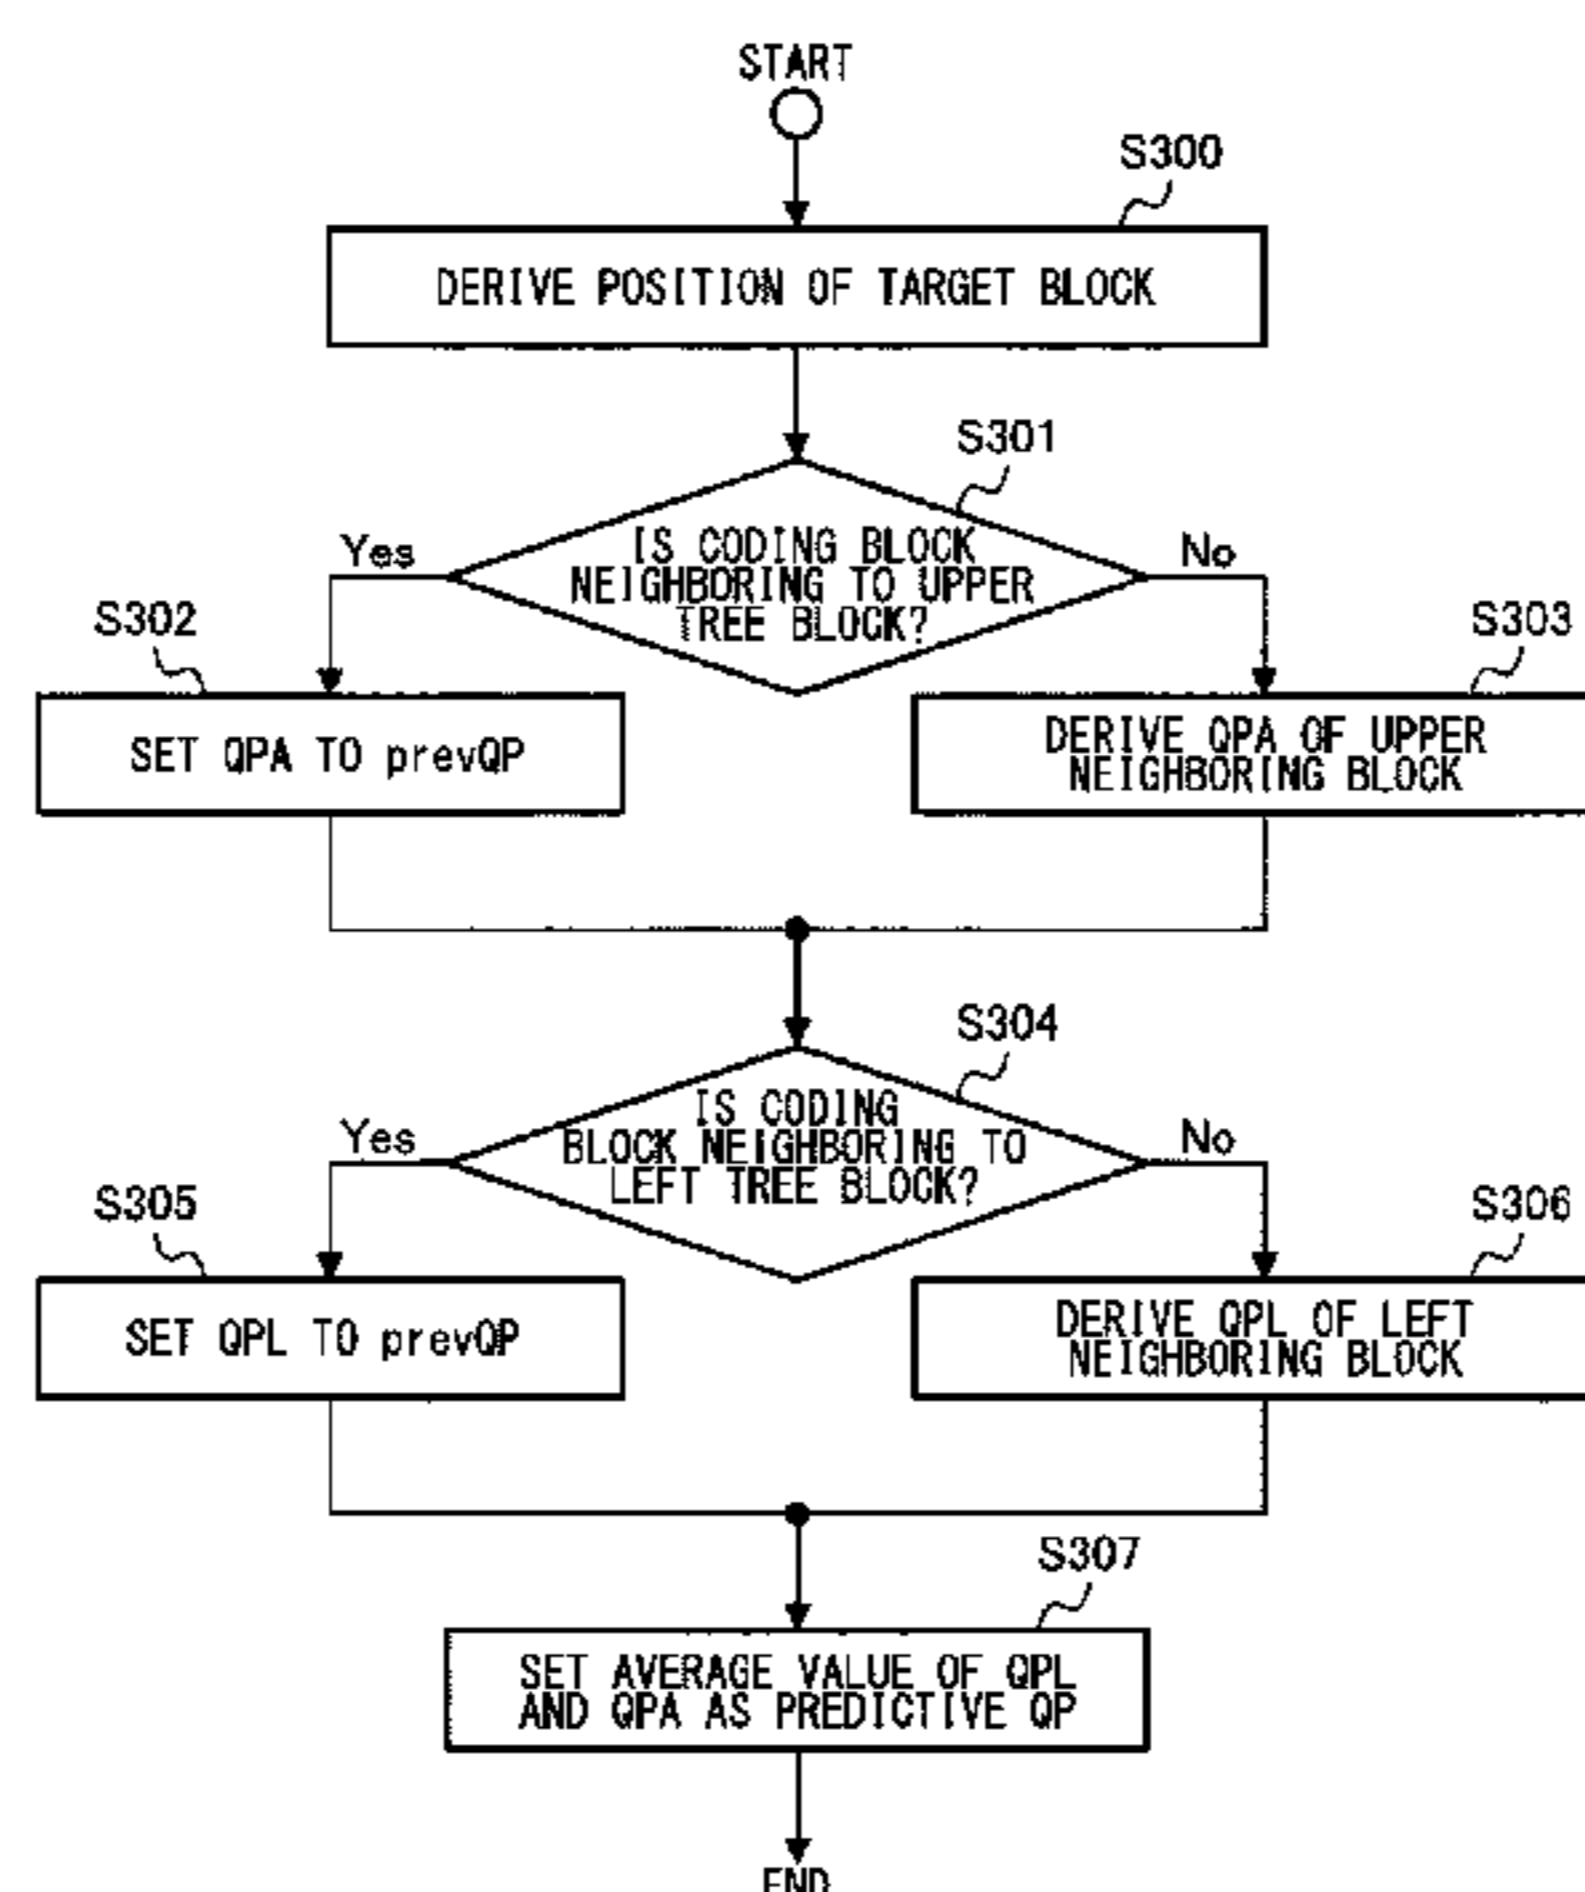 START
S300
DERIVE POSITION OF TARGET BLOCK
S301
IS CODING BLOCK
NEIGHBORING TO UPPER
TREE BLOCK?
Yes
No
S302
SET QPA TO prevQP
S303
DERIVE QPA OF UPPER
NEIGHBORING BLOCK
S304
IS CODING
BLOCK NEIGHBORING TO
LEFT TREE BLOCK?
Yes
No
S305
SET QPL TO prevQP
S306
DERIVE QPL OF LEFT
NEIGHBORING BLOCK
S307
SET AVERAGE VALUE OF QPL
AND QPA AS PREDICTIVE QP
END